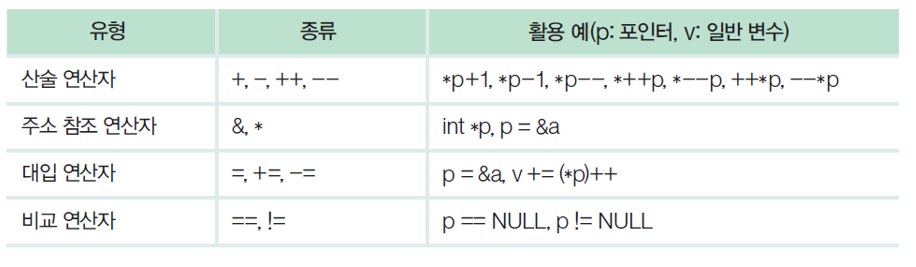 유형 종류 활용 예(p: 포인터, v: 일반 변수)
산술 연산자 +, -, ++, -- *p+1, *p-1, *p--, *++p, *--p, ++*p, --*p
주소 참조 연산자 &, * int *p, p = &a
대입 연산자 =, +=, -= p = &a, v += (*p)++
비교 연산자 ==, != p == NULL, p != NULL